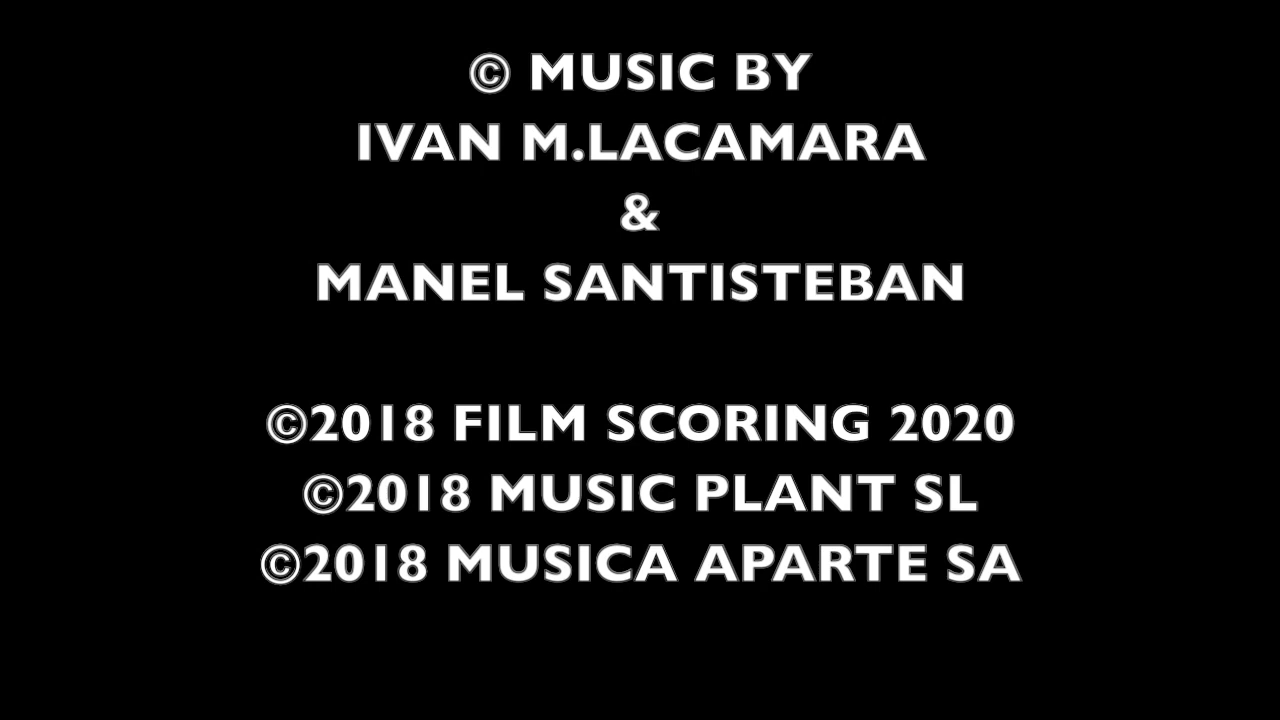 © MUSIC BY
IVAN M.LACAMARA
&
MANEL SANTISTEBAN
©2018 FILM SCORING 2020
©2018 MUSIC PLANT SL
©2018 MUSICA APARTE SA